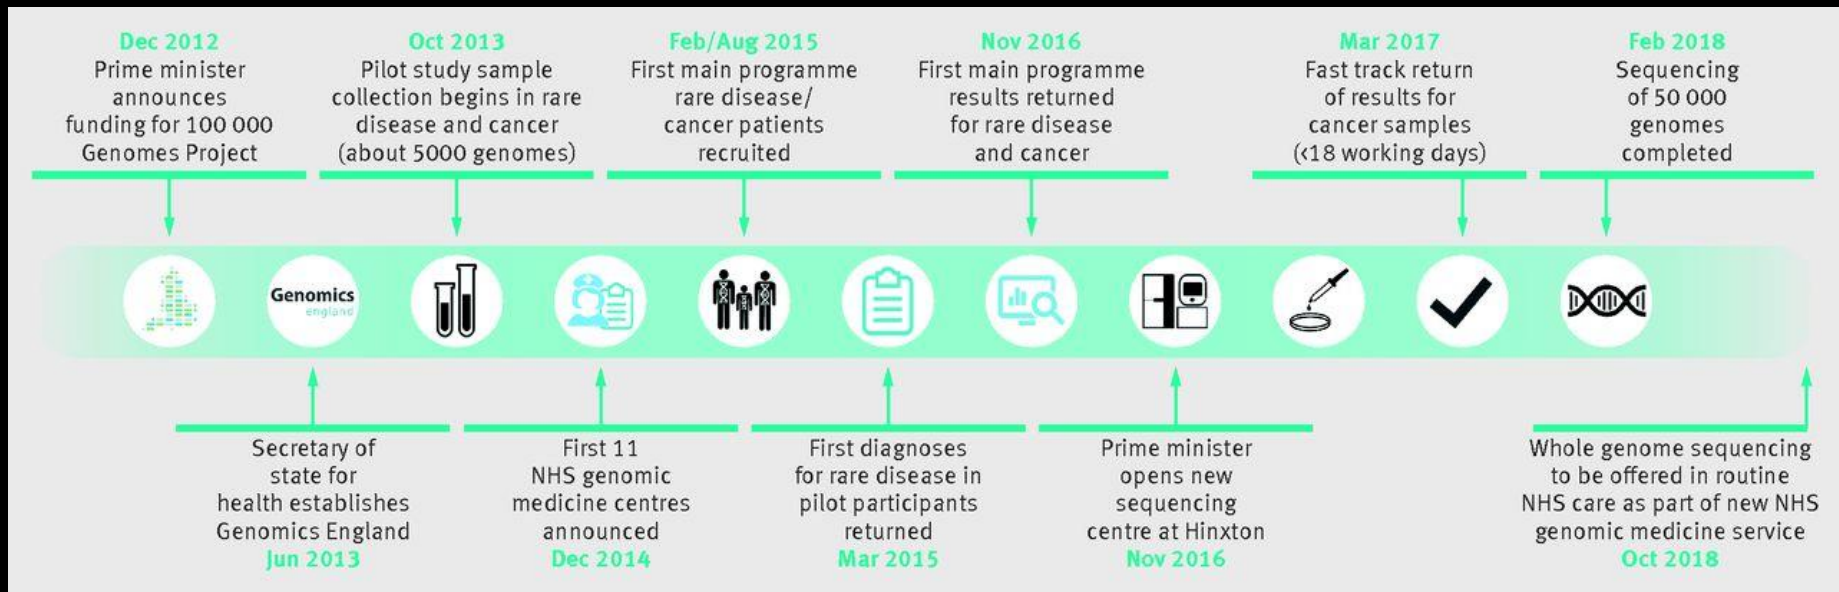 Dec 2012
Prime minister
announces
funding for 100 000
Genomes Project
Oct 2013
Pilot study sample
collection begins in rare
disease and cancer
(about 5000 genomes)
Feb/Aug 2015
First main programme
rare disease/
cancer patients
recruited
Nov 2016
First main programme
results returned
for rare disease
and cancer
Mar 2017
Fast track return
of results for
cancer samples
(<18 working days)
Feb 2018
Sequencing
of 50 000
genomes
completed
Genomics
england
Secretary of
state for
health establishes
Genomics England
Jun 2013
First 11
NHS genomic
medicine centres
announced
Dec 2014
First diagnoses
for rare disease in
pilot participants
returned
Mar 2015
Prime minister
opens new
sequencing
centre at Hinxton
Nov 2016
Whole genome sequencing
to be offered in routine
NHS care as part of new NHS
genomic medicine service
Oct 2018